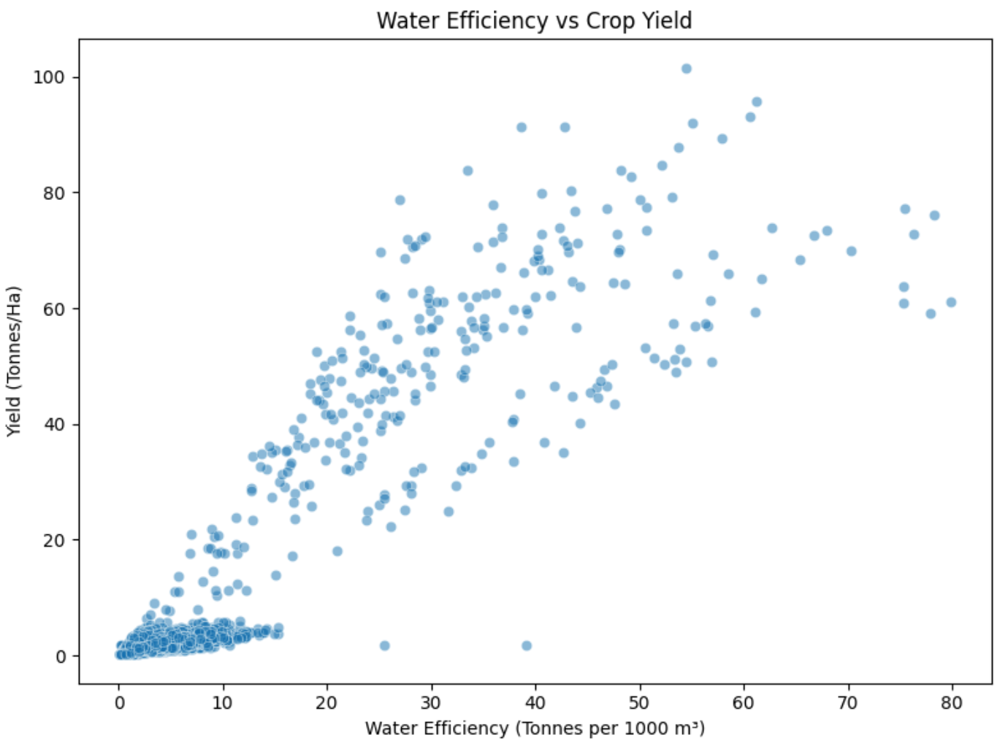 Water Efficiency vs Crop Yield
Yield (Tonnes/Ha)
100
80
60
40
20
0
0 10 20 30 40 50 60 70 80
Water Efficiency (Tonnes per 1000 m³)